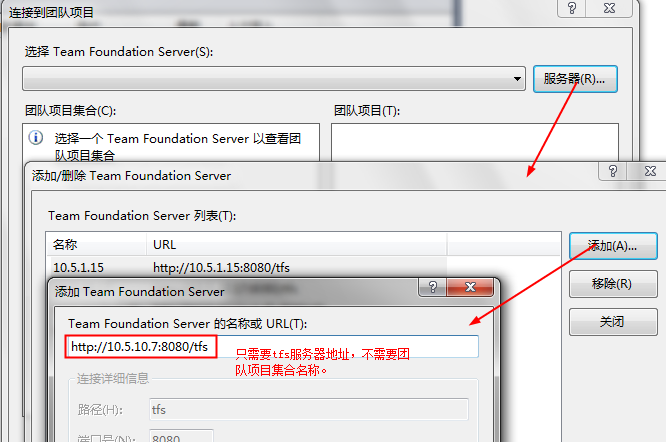 连接到团队项目
选择 Team Foundation Server(S):
服务器(R)...
团队项目集合(C):
团队项目(T):
选择一个 Team Foundation Server 以查看团
队项目集合
添加/删除 Team Foundation Server
Team Foundation Server 列表(T):
名称 URL
10.5.1.15 http://10.5.1.15:8080/tfs
添加(A)...
移除(R)
关闭
添加 Team Foundation Server
Team Foundation Server 的名称或 URL(T):
http://10.5.10.7:8080/tfs
只需要tfs服务器地址，不需要团
队项目集合名称。
连接详细信息
路径(H): tfs
端口号(N): 8080